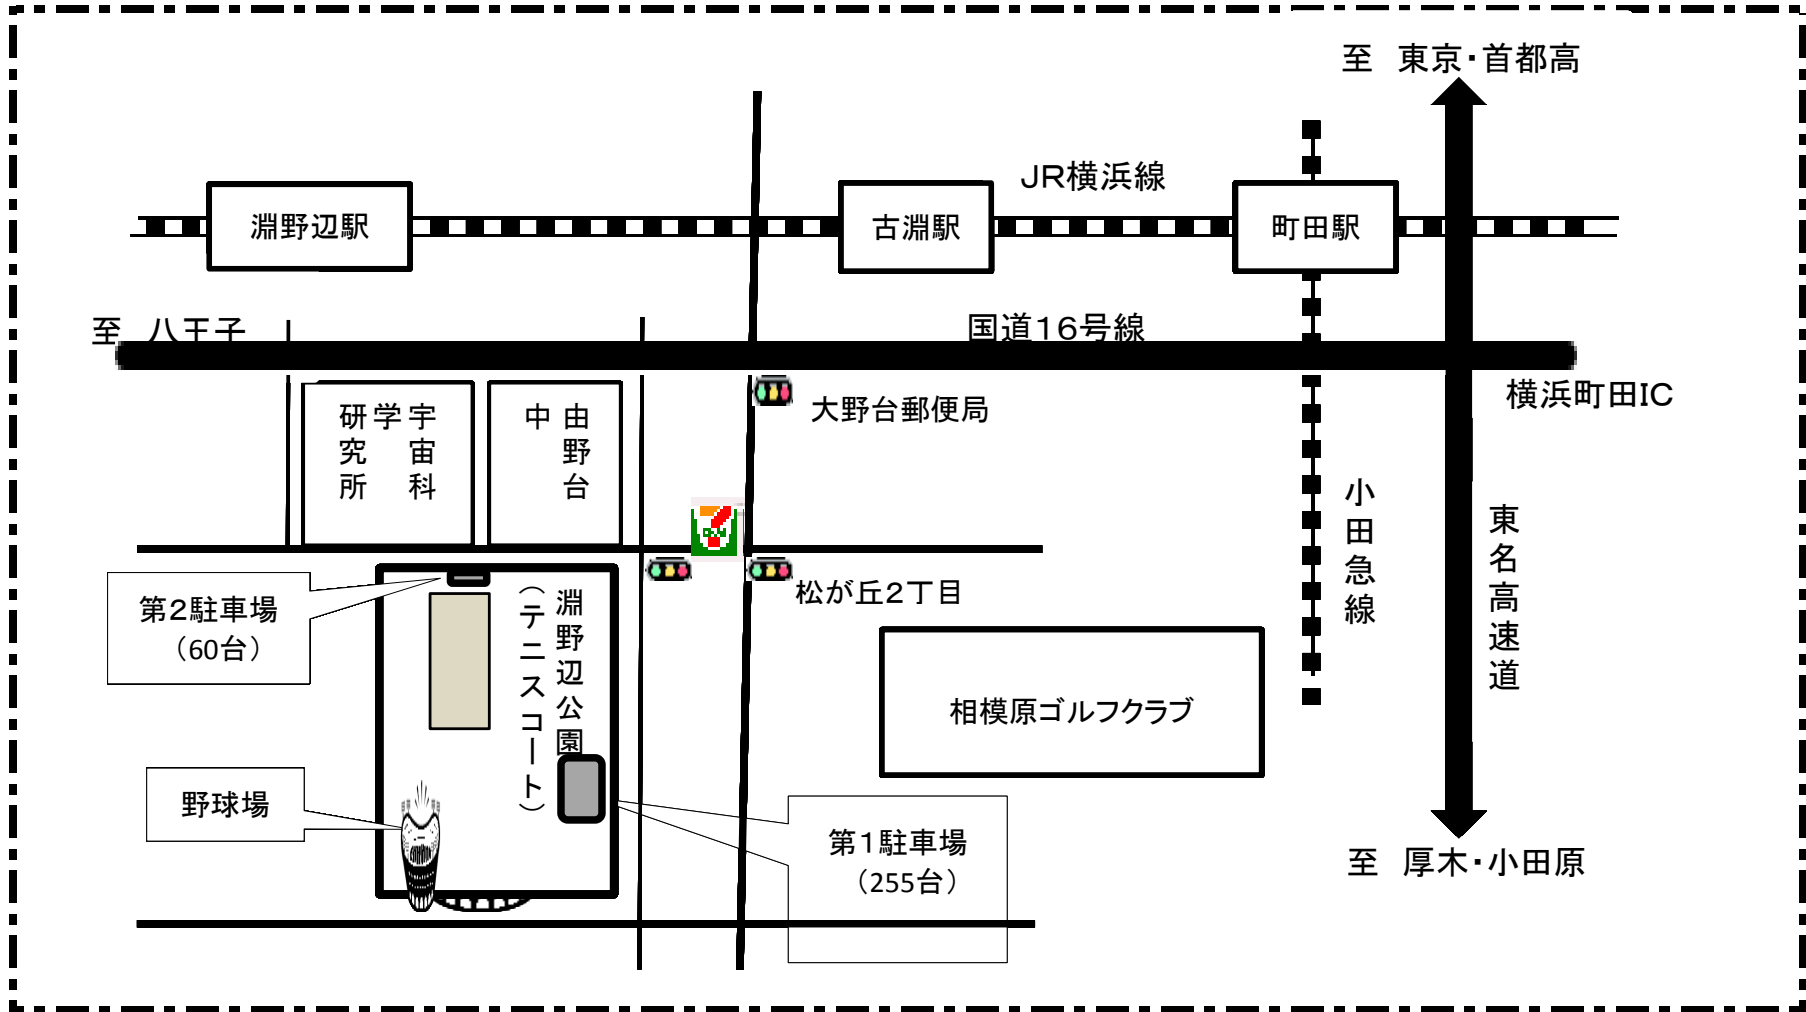 至　東京・首都高
JR横浜線
淵野辺駅
古淵駅
町田駅
至　八王子
国道16号線
横浜町田IC
大野台郵便局
宇宙科
学
研究所
由野台
中
小田急線
東名高速道
松が丘2丁目
第2駐車場
（60台）
淵野辺公園
（テニスコート）
相模原ゴルフクラブ
野球場
第1駐車場
（255台）
至　厚木・小田原